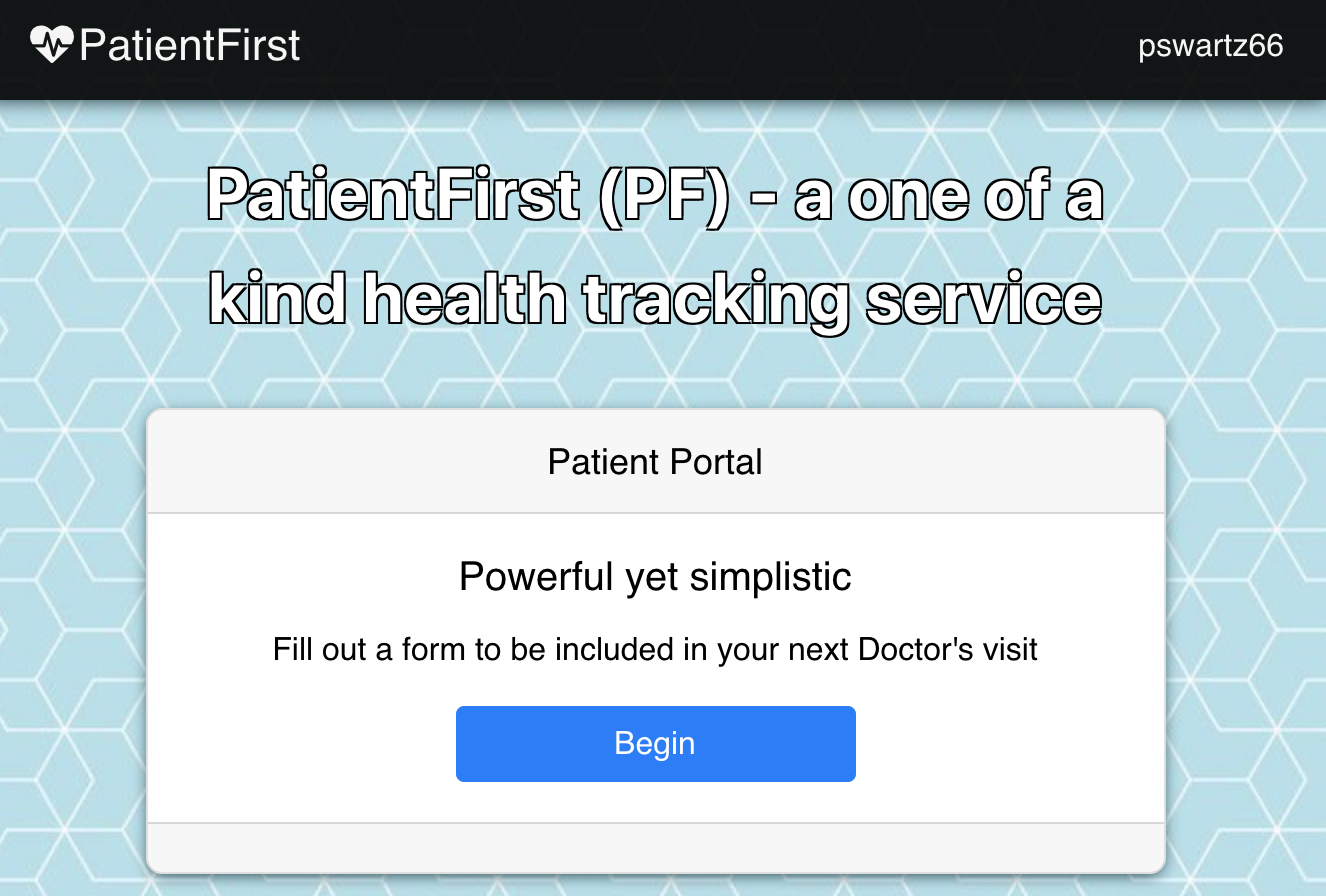 PatientFirst
pswartz66
PatientFirst (PF) - a one of a
kind health tracking service
Patient Portal
Powerful yet simplistic
Fill out a form to be included in your next Doctor's visit
Begin